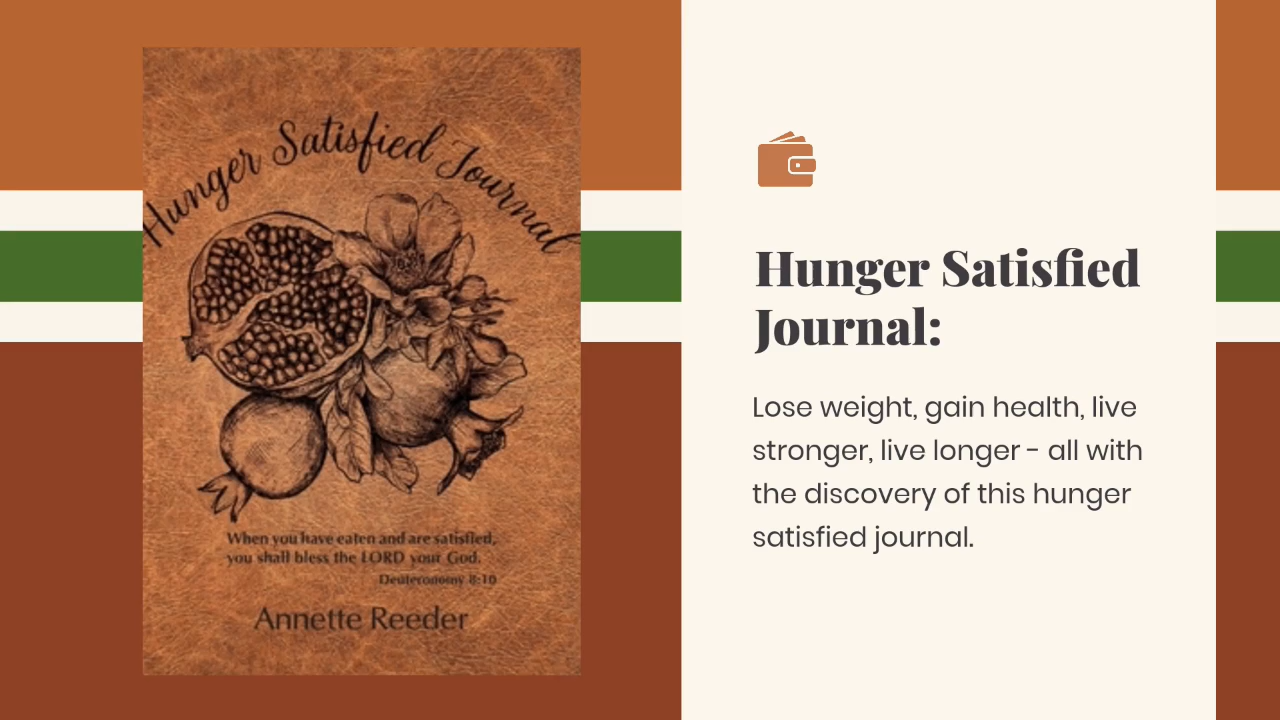 Hunger Satisfied Journal
When you have eaten and are satisfied,
you shall bless the LORD your God.
Deuteronomy 8:10
Annette Reeder
Hunger Satisfied
Journal:
Lose weight, gain health, live
stronger, live longer - all with
the discovery of this hunger
satisfied journal.